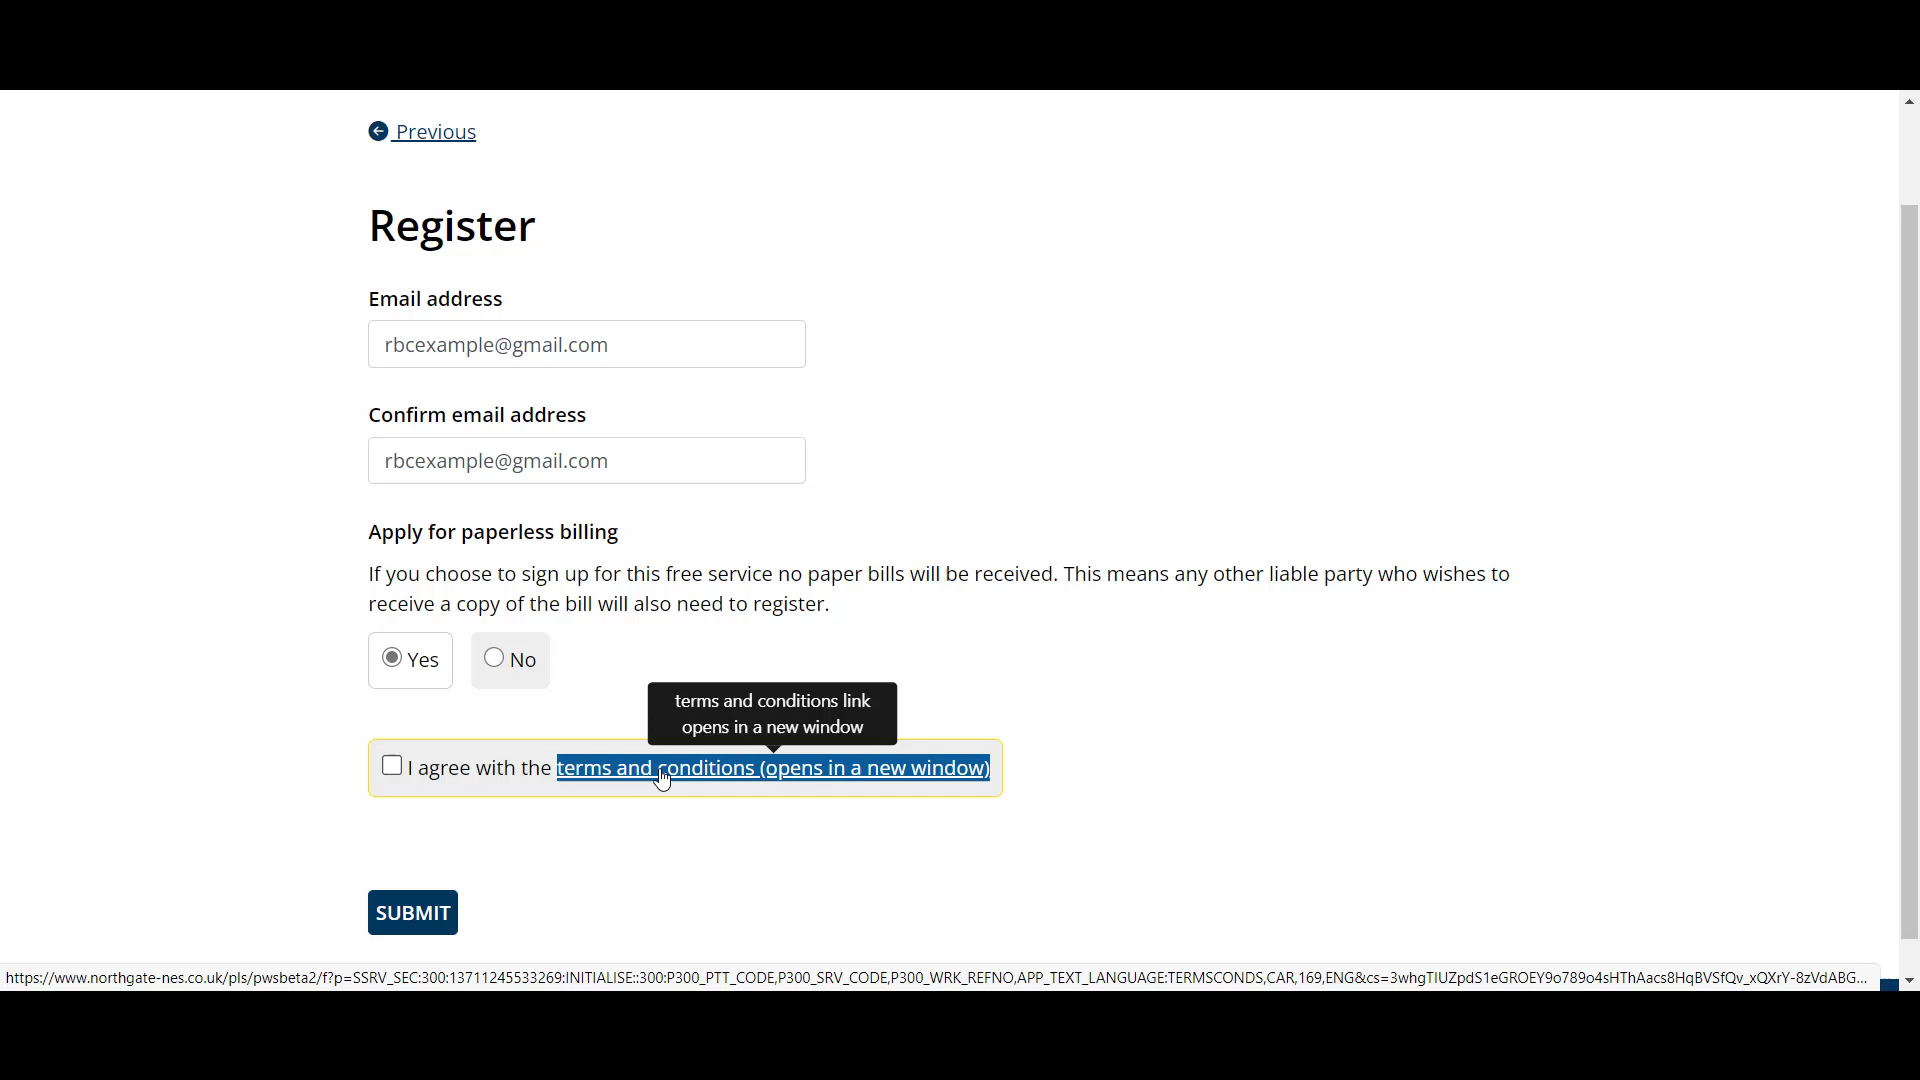 Previous
Register
Email address
rbcexample@gmail.com
Confirm email address
rbcexample@gmail.com
Apply for paperless billing
If you choose to sign up for this free service no paper bills will be received. This means any other liable party who wishes to
receive a copy of the bill will also need to register.
Yes No
terms and conditions link
opens in a new window
I agree with the terms and conditions (opens in a new window)
SUBMIT
https://www.northgate-nes.co.uk/pls/pwsbeta2/f?p=SSRV_SEC:300:13711245533269:INITIALISE::300:P300_PTT_CODE,P300_SRV_CODE,P300_WRK_REFNO,APP_TEXT_LANGUAGE:TERMSCONDS,CAR,169,ENG&cs=3whgTIUZpdS1eGROEY9o789o4sHThAacs8HqBVSfQv_xQXrY-8zVdABG...